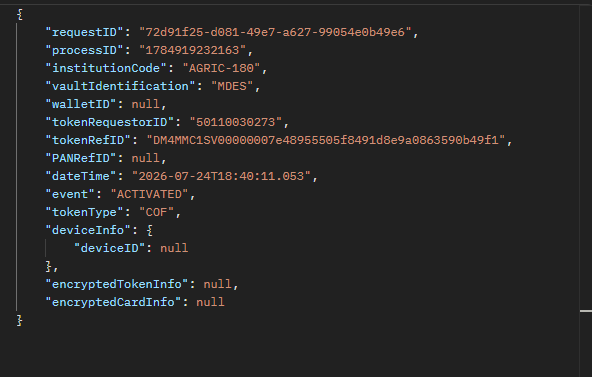 {
"requestID": "72d91f25-d081-49e7-a627-99054e0b49e6",
"processID": "1784919232163",
"institutionCode": "AGRIC-180",
"vaultIdentification": "MDES",
"walletID": null,
"tokenRequestorID": "50110030273",
"tokenRefID": "DM4MMC1SV00000007e48955505f8491d8e9a0863590b49f1",
"PANRefID": null,
"dateTime": "2026-07-24T18:40:11.053",
"event": "ACTIVATED",
"tokenType": "COF",
"deviceInfo": {
"deviceID": null
},
"encryptedTokenInfo": null,
"encryptedCardInfo": null
}